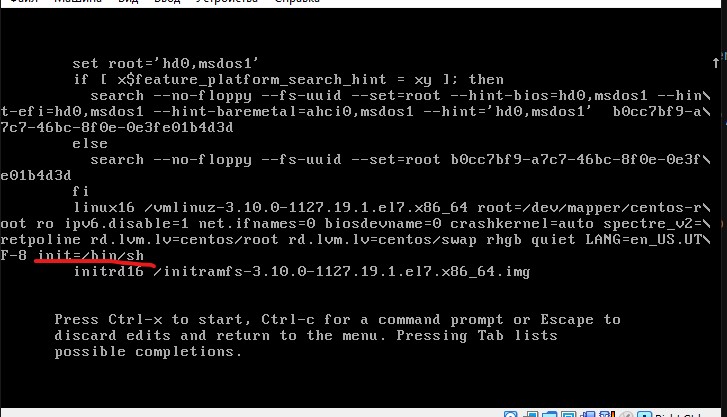 Файл Машина Вид Ввод Устройства Справка
set root='hd0,msdos1'
if [ x$feature_platform_search_hint = xy ]; then
search --no-floppy --fs-uuid --set=root --hint-bios=hd0,msdos1 --hin\
t-efi=hd0,msdos1 --hint-baremetal=ahci0,msdos1 --hint='hd0,msdos1'  b0cc7bf9-a\
7c7-46bc-8f0e-0e3fe01b4d3d
else
search --no-floppy --fs-uuid --set=root b0cc7bf9-a7c7-46bc-8f0e-0e3f\
e01b4d3d
fi
linux16 /vmlinuz-3.10.0-1127.19.1.el7.x86_64 root=/dev/mapper/centos-r\
oot ro ipv6.disable=1 net.ifnames=0 biosdevname=0 crashkernel=auto spectre_v2=\
retpoline rd.lvm.lv=centos/root rd.lvm.lv=centos/swap rhgb quiet LANG=en_US.UT\
F-8 init=/bin/sh
initrd16 /initramfs-3.10.0-1127.19.1.el7.x86_64.img
Press Ctrl-x to start, Ctrl-c for a command prompt or Escape to
discard edits and return to the menu. Pressing Tab lists
possible completions.